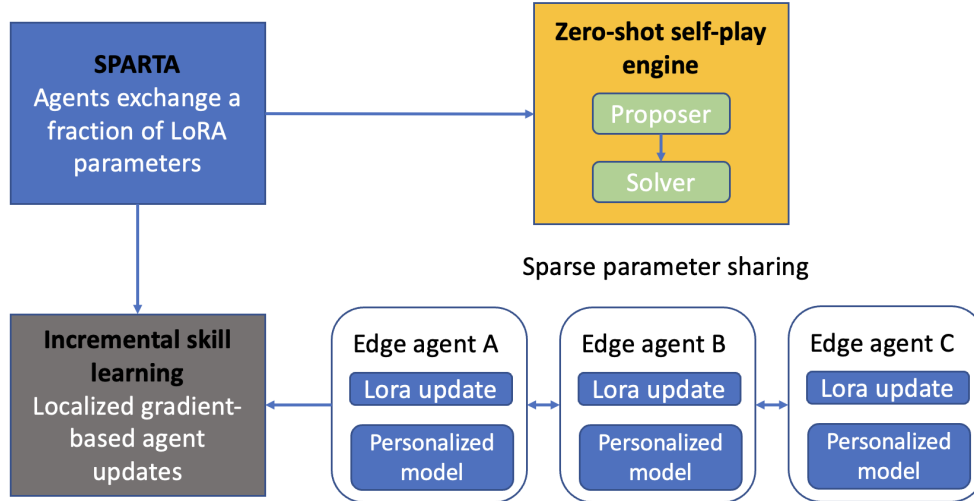 SPARTA
Agents exchange a
fraction of LoRA
parameters
Zero-shot self-play
engine
Proposer
Solver
Sparse parameter sharing
Incremental skill
learning
Localized gradient-
based agent
updates
Edge agent A
Lora update
Personalized
model
Edge agent B
Lora update
Personalized
model
Edge agent C
Lora update
Personalized
model